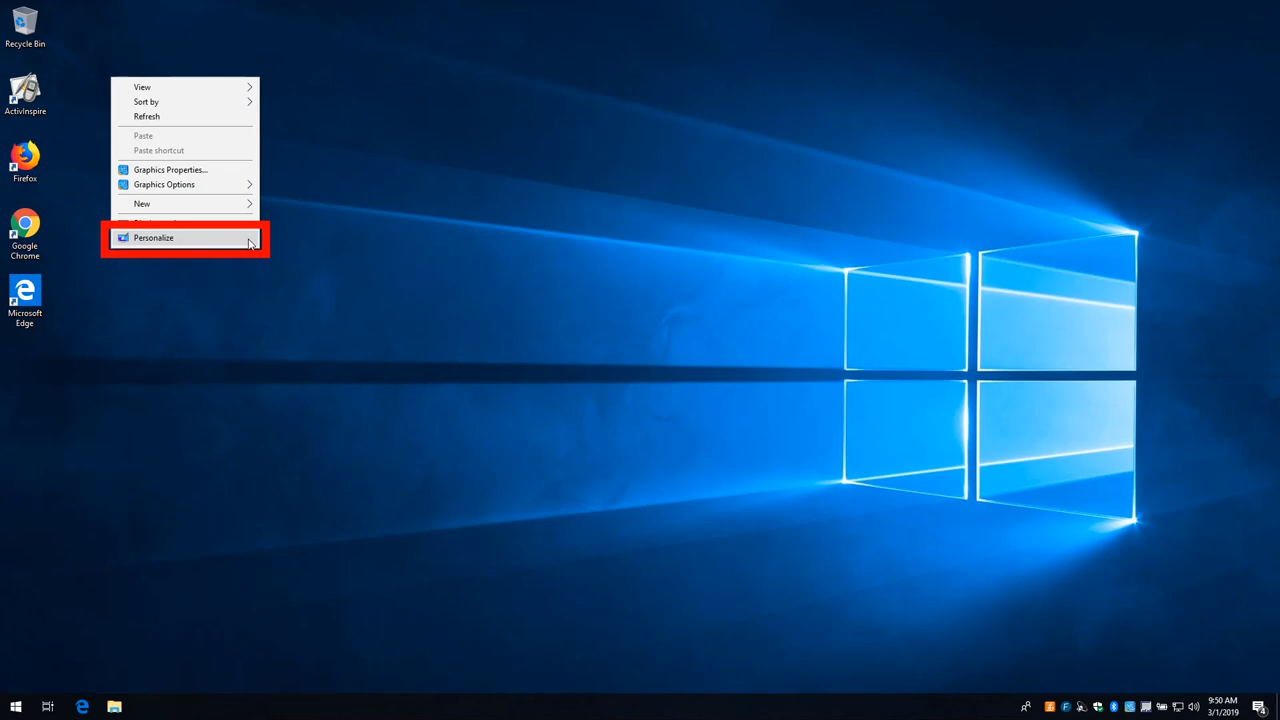 Recycle Bin
ActivInspire
Firefox
Google
Chrome
Microsoft
Edge
View
Sort by
Refresh
Paste
Paste shortcut
Graphics Properties...
Graphics Options
New
Personalize
9:50 AM
3/1/2019
4